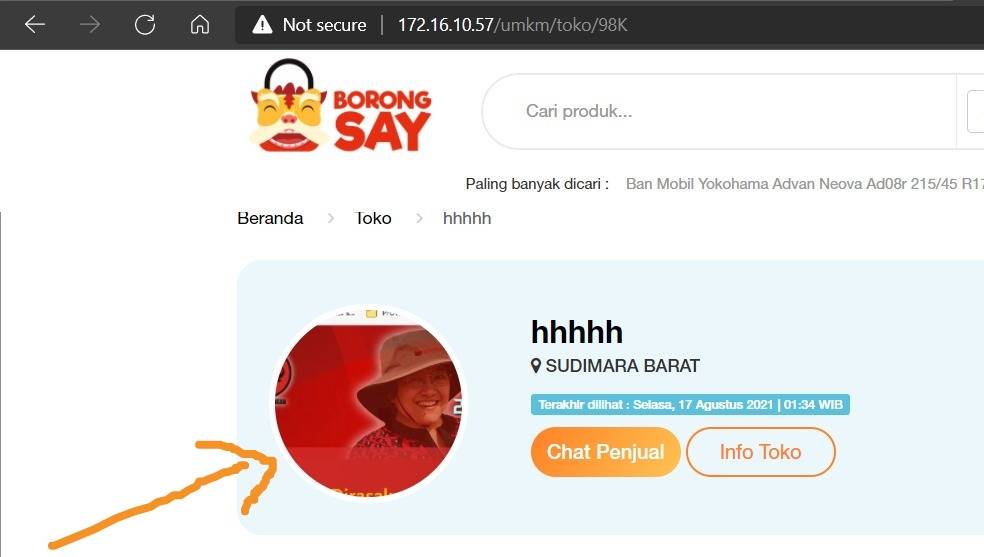 Not secure | 172.16.10.57/umkm/toko/98K
BORONG
SAY
Cari produk...
Paling banyak dicari : Ban Mobil Yokohama Advan Neova Ad08r 215/45 R17
Beranda > Toko > hhhhh
hhhhh
SUDIMARA BARAT
Terakhir dilihat : Selasa, 17 Agustus 2021 | 01:34 WIB
Chat Penjual
Info Toko